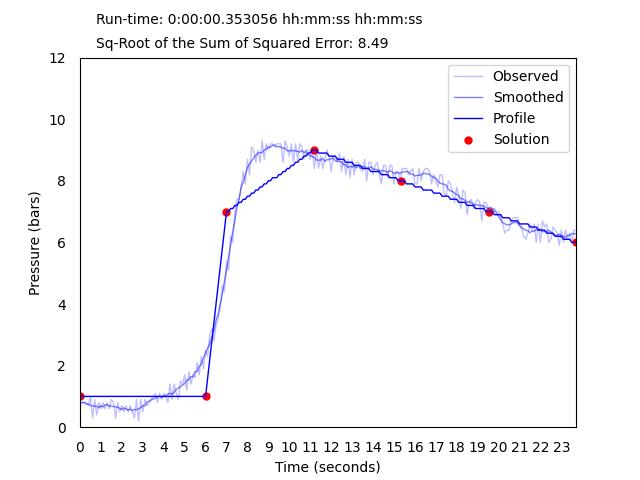 Run-time: 0:00:00.353056 hh:mm:ss hh:mm:ss
Sq-Root of the Sum of Squared Error: 8.49
Observed
Smoothed
Profile
Solution
12
10
8
6
4
2
0
Pressure (bars)
0 1 2 3 4 5 6 7 8 9 10 11 12 13 14 15 16 17 18 19 20 21 22 23
Time (seconds)